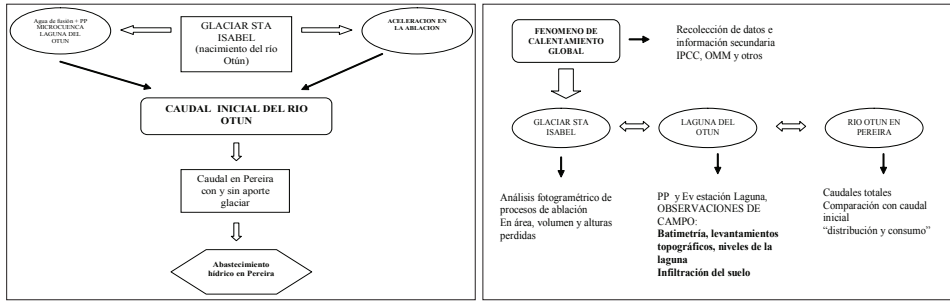 Agua de fusión + PP
MICROCUENCA
LAGUNA DEL
OTUN
GLACIAR STA
ISABEL
(nacimiento del río
Otún)
ACELERACION EN
LA ABLACION
CAUDAL INICIAL DEL RIO
OTUN
Caudal en Pereira
con y sin aporte
glaciar
Abastecimiento
hídrico en Pereira
FENOMENO DE
CALENTAMIENTO
GLOBAL
Recolección de datos e
información secundaria
IPCC, OMM y otros
GLACIAR STA
ISABEL
LAGUNA DEL
OTUN
RIO OTUN EN
PEREIRA
Análisis fotogramétrico de
procesos de ablación
En área, volumen y alturas
perdidas
PP y Ev estación Laguna,
OBSERVACIONES DE
CAMPO:
Batimetría, levantamientos
topográficos, niveles de la
laguna
Infiltración del suelo
Caudales totales
Comparación con caudal
inicial
“distribución y consumo”